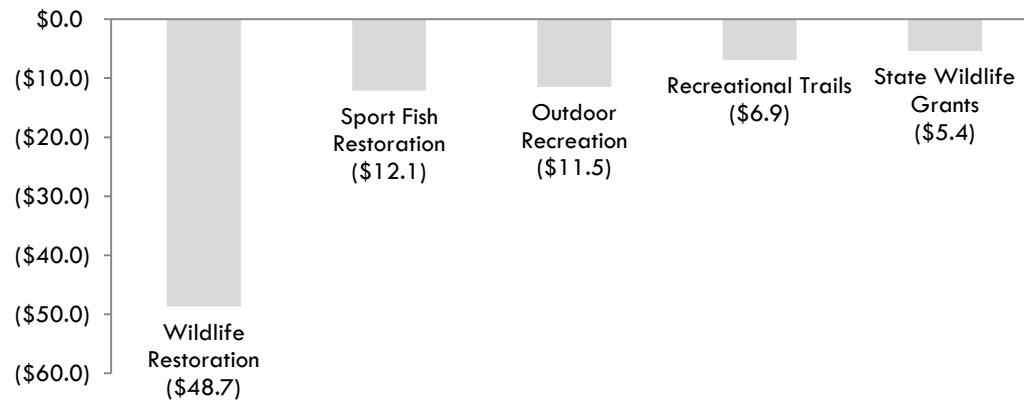 $0.0
($10.0)
($20.0)
($30.0)
($40.0)
($50.0)
($60.0)
Wildlife
Restoration
($48.7)
Sport Fish
Restoration
($12.1)
Outdoor
Recreation
($11.5)
Recreational Trails
($6.9)
State Wildlife
Grants
($5.4)